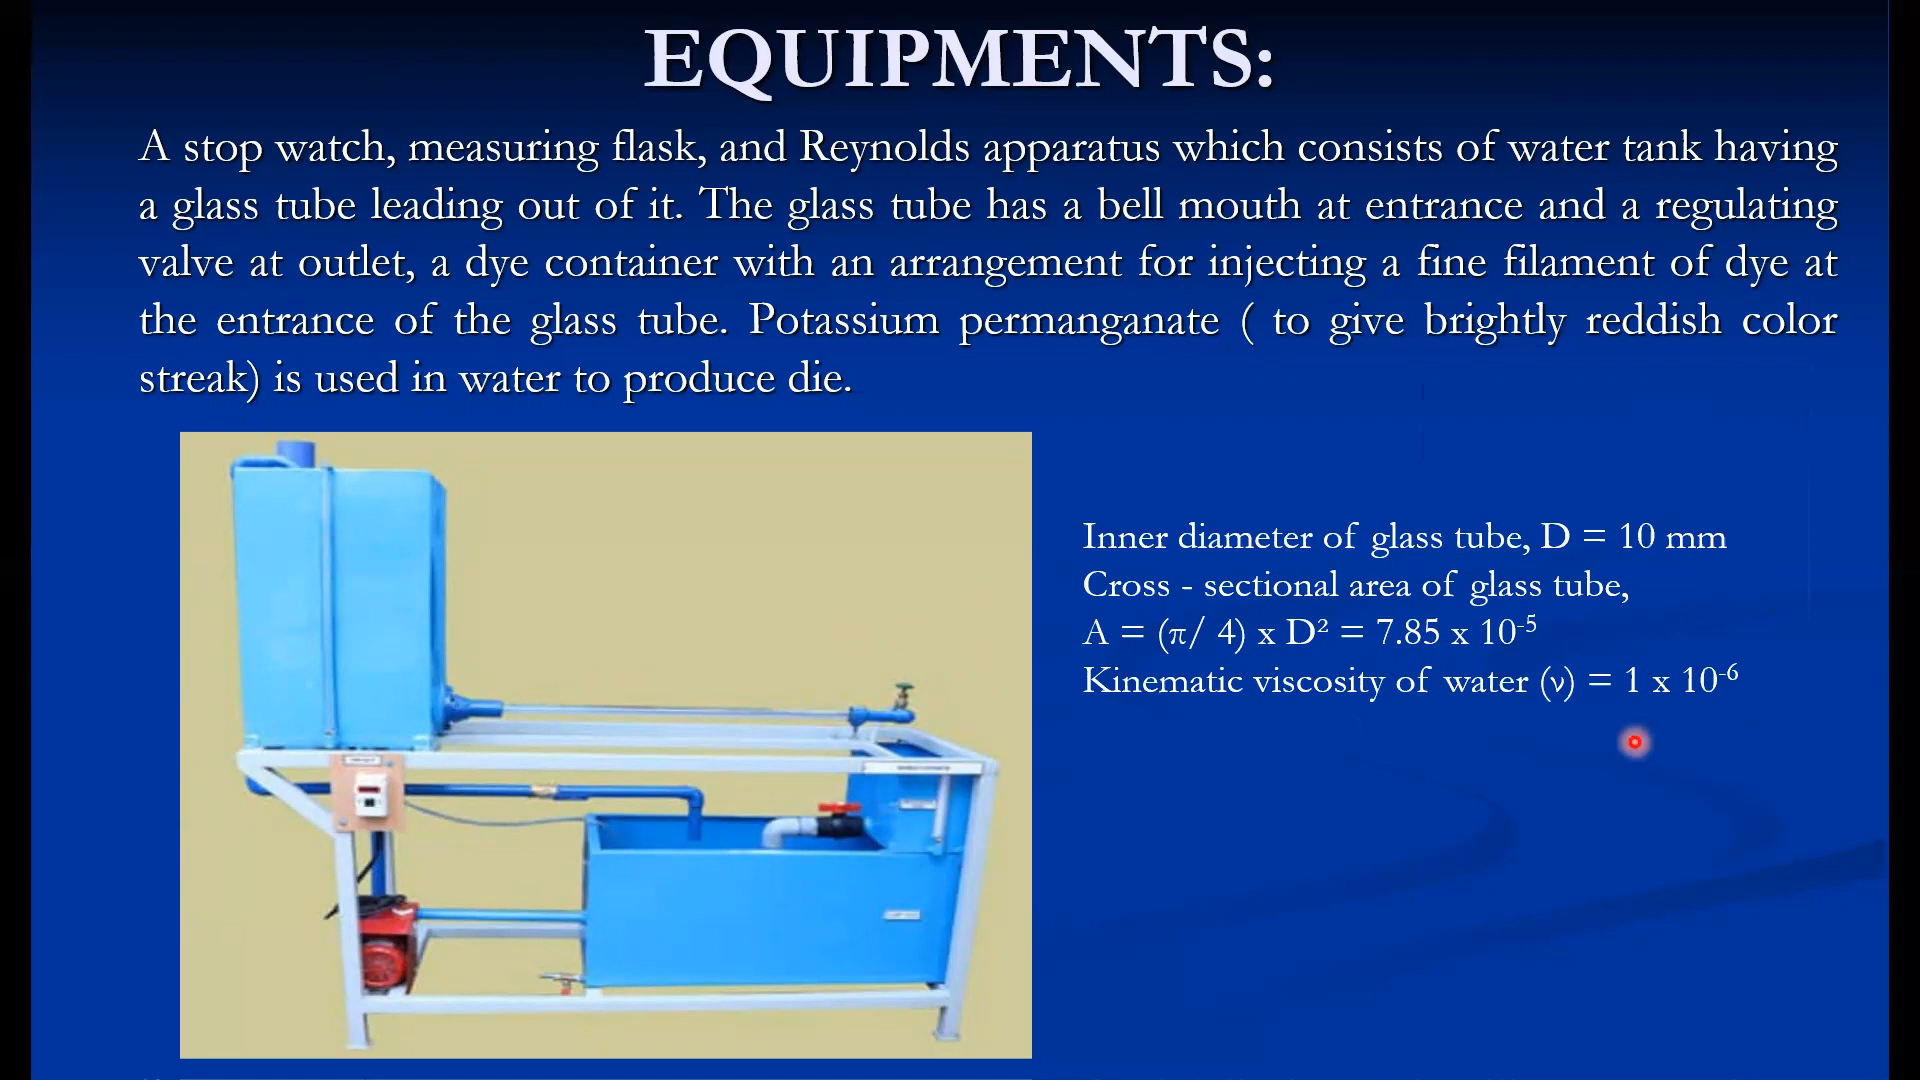 EQUIPMENTS:
A stop watch, measuring flask, and Reynolds apparatus which consists of water tank having
a glass tube leading out of it. The glass tube has a bell mouth at entrance and a regulating
valve at outlet, a dye container with an arrangement for injecting a fine filament of dye at
the entrance of the glass tube. Potassium permanganate ( to give brightly reddish color
streak) is used in water to produce die.
Inner diameter of glass tube, D = 10 mm
Cross - sectional area of glass tube,
A = (π/ 4) x D² = 7.85 x 10⁻⁵
Kinematic viscosity of water (ν) = 1 x 10⁻⁶